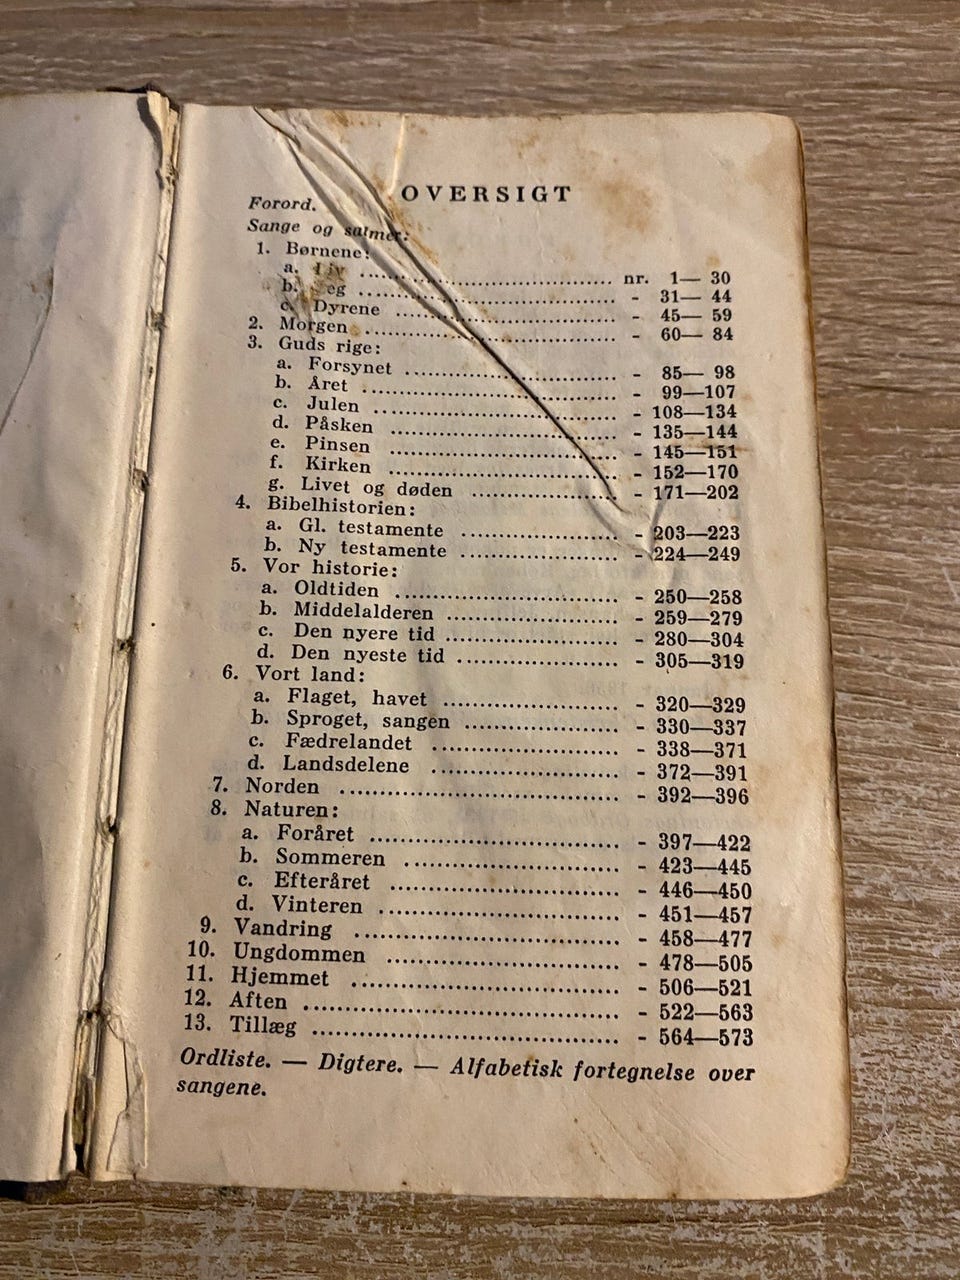 OVERSIGT
Forord.
Sange og salmer:
1. Børnene:
a. Liv ........ nr. 1— 30
b. Leg ........ - 31— 44
c. Dyrene ........ - 45— 59
2. Morgen ........ - 60— 84
3. Guds rige:
a. Forsynet ........ - 85— 98
b. Året ........ - 99—107
c. Julen ........ - 108—134
d. Påsken ........ - 135—144
e. Pinsen ........ - 145—151
f. Kirken ........ - 152—170
g. Livet og døden ........ - 171—202
4. Bibelhistorien:
a. Gl. testamente ........ - 203—223
b. Ny testamente ........ - 224—249
5. Vor historie:
a. Oldtiden ........ - 250—258
b. Middelalderen ........ - 259—279
c. Den nyere tid ........ - 280—304
d. Den nyeste tid ........ - 305—319
6. Vort land:
a. Flaget, havet ........ - 320—329
b. Sproget, sangen ........ - 330—337
c. Fædrelandet ........ - 338—371
d. Landsdelene ........ - 372—391
7. Norden ........ - 392—396
8. Naturen:
a. Foråret ........ - 397—422
b. Sommeren ........ - 423—445
c. Efteråret ........ - 446—450
d. Vinteren ........ - 451—457
9. Vandring ........ - 458—477
10. Ungdommen ........ - 478—505
11. Hjemmet ........ - 506—521
12. Aften ........ - 522—563
13. Tillæg ........ - 564—573
Ordliste. — Digtere. — Alfabetisk fortegnelse over
sangene.